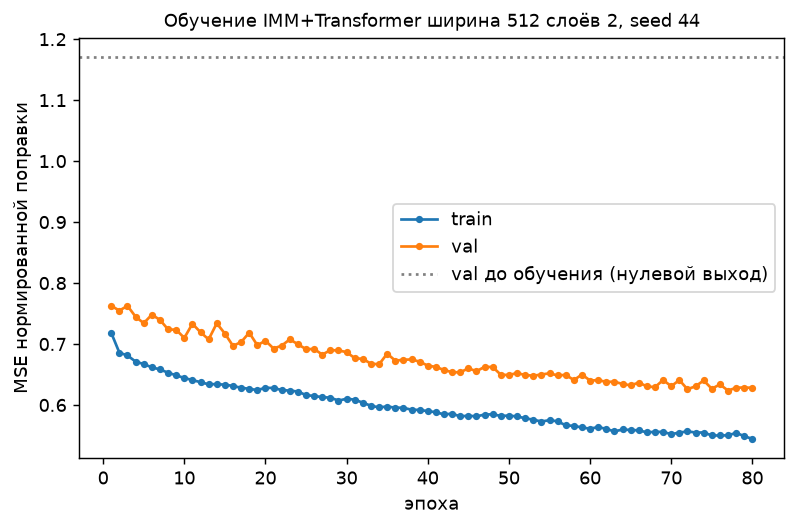 Обучение IMM+Transformer ширина 512 слоёв 2, seed 44
MSE нормированной поправки
1.2
1.1
1.0
0.9
0.8
0.7
0.6
train
val
val до обучения (нулевой выход)
0 10 20 30 40 50 60 70 80
эпоха